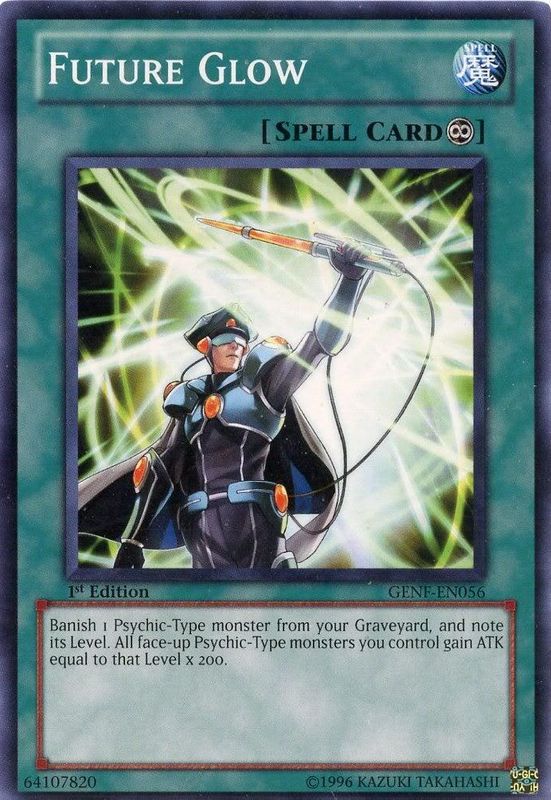 FUTURE GLOW
SPELL
魔
[SPELL CARD]
1st Edition
GENF-EN056
Banish 1 Psychic-Type monster from your Graveyard, and note
its Level. All face-up Psychic-Type monsters you control gain ATK
equal to that Level x 200.
64107820
©1996 KAZUKI TAKAHASHI